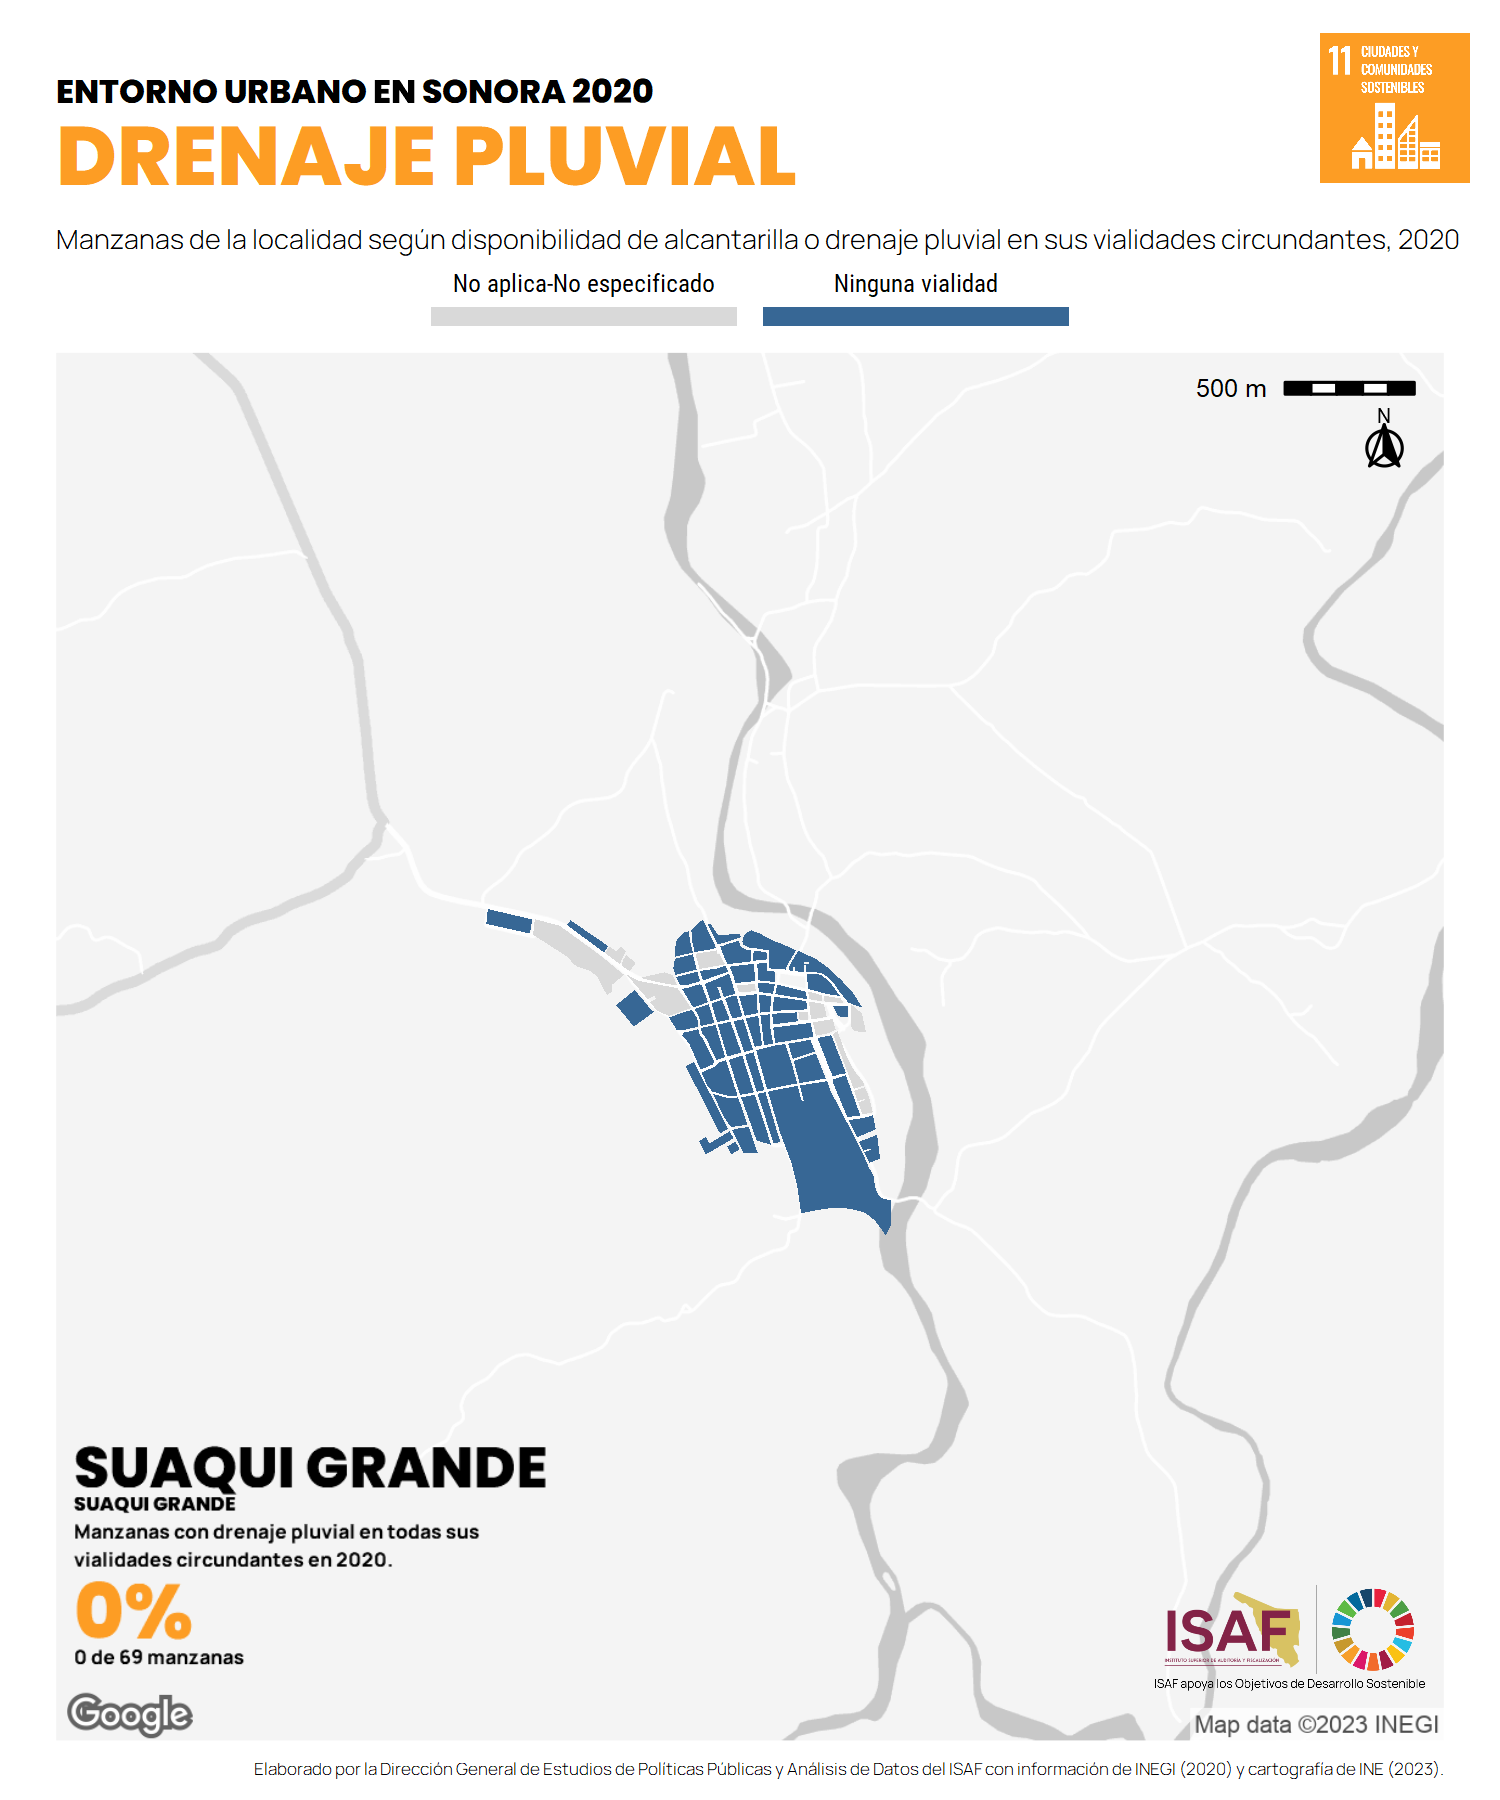 ENTORNO URBANO EN SONORA 2020
DRENAJE PLUVIAL
11 CIUDADES Y
COMUNIDADES
SOSTENIBLES
Manzanas de la localidad según disponibilidad de alcantarilla o drenaje pluvial en sus vialidades circundantes, 2020
No aplica-No especificado
Ninguna vialidad
500 m
N
SUAQUI GRANDE
SUAQUI GRANDE
Manzanas con drenaje pluvial en todas sus
vialidades circundantes en 2020.
0%
0 de 69 manzanas
Google
ISAF
INSTITUTO SUPERIOR DE AUDITORÍA Y FISCALIZACIÓN
ISAF apoya los Objetivos de Desarrollo Sostenible
Map data ©2023 INEGI
Elaborado por la Dirección General de Estudios de Políticas Públicas y Análisis de Datos del ISAF con información de INEGI (2020) y cartografía de INE (2023).